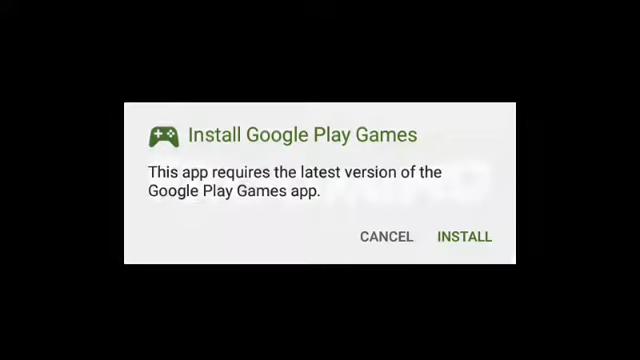 Install Google Play Games
This app requires the latest version of the
Google Play Games app.
CANCEL INSTALL